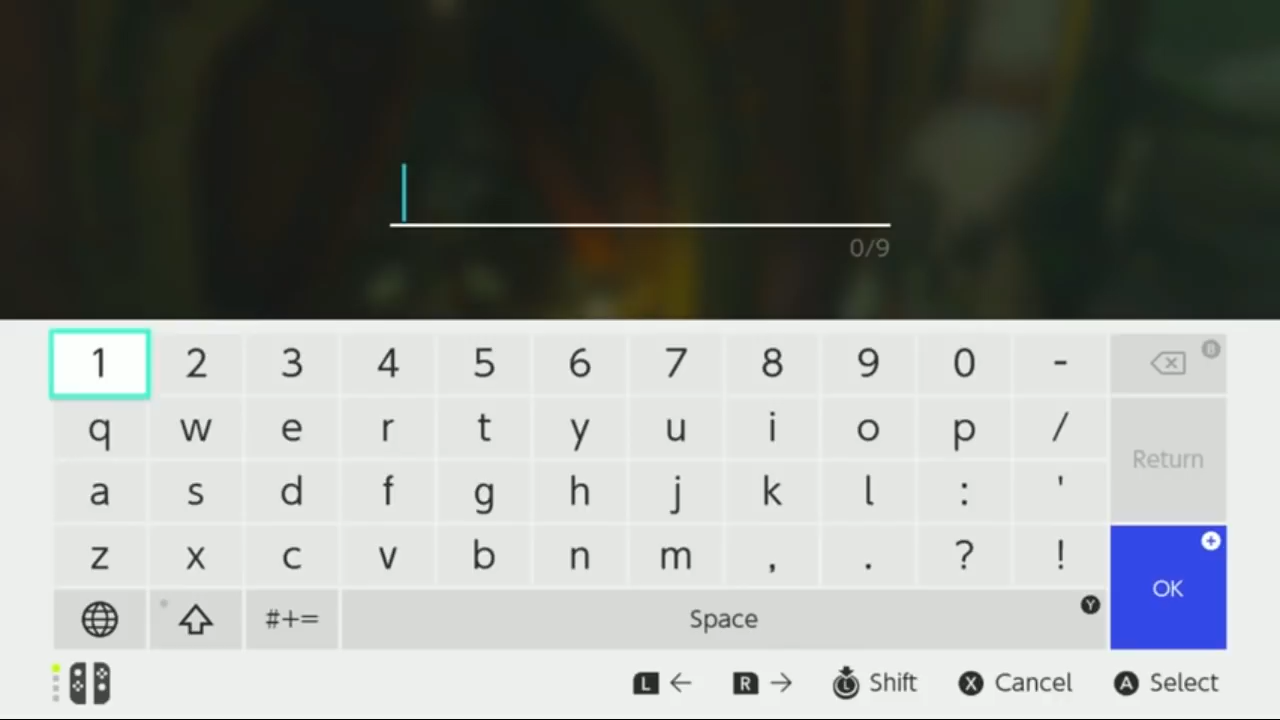 0/9
1 2 3 4 5 6 7 8 9 0 -
q w e r t y u i o p /
Return
a s d f g h j k l : '
z x c v b n m , . ? !
OK
#+= Space
L ← R → L Shift X Cancel A Select
B
+
Y